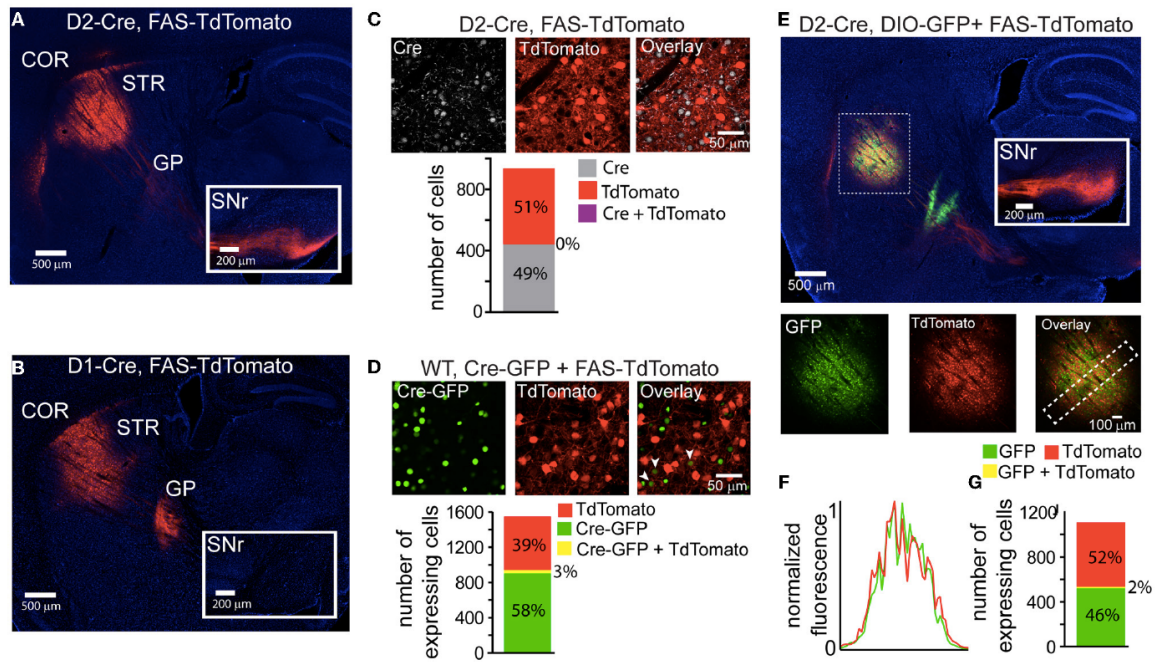 A
D2-Cre, FAS-TdTomato
COR
STR
GP
SNr
200 µm
500 µm
B
D1-Cre, FAS-TdTomato
COR
STR
GP
SNr
200 µm
500 µm
C
D2-Cre, FAS-TdTomato
Cre
TdTomato
Overlay
50 µm
number of cells
800
400
0
51%
0%
49%
Cre
TdTomato
Cre + TdTomato
D
WT, Cre-GFP + FAS-TdTomato
Cre-GFP
TdTomato
Overlay
50 µm
number of
expressing cells
1600
1200
800
400
0
39%
3%
58%
TdTomato
Cre-GFP
Cre-GFP + TdTomato
E
D2-Cre, DIO-GFP+ FAS-TdTomato
SNr
200 µm
500 µm
GFP
TdTomato
Overlay
100 µm
GFP TdTomato
GFP + TdTomato
F
normalized
fluorescence
1
0
G
number of
expressing cells
1200
800
400
0
52%
2%
46%